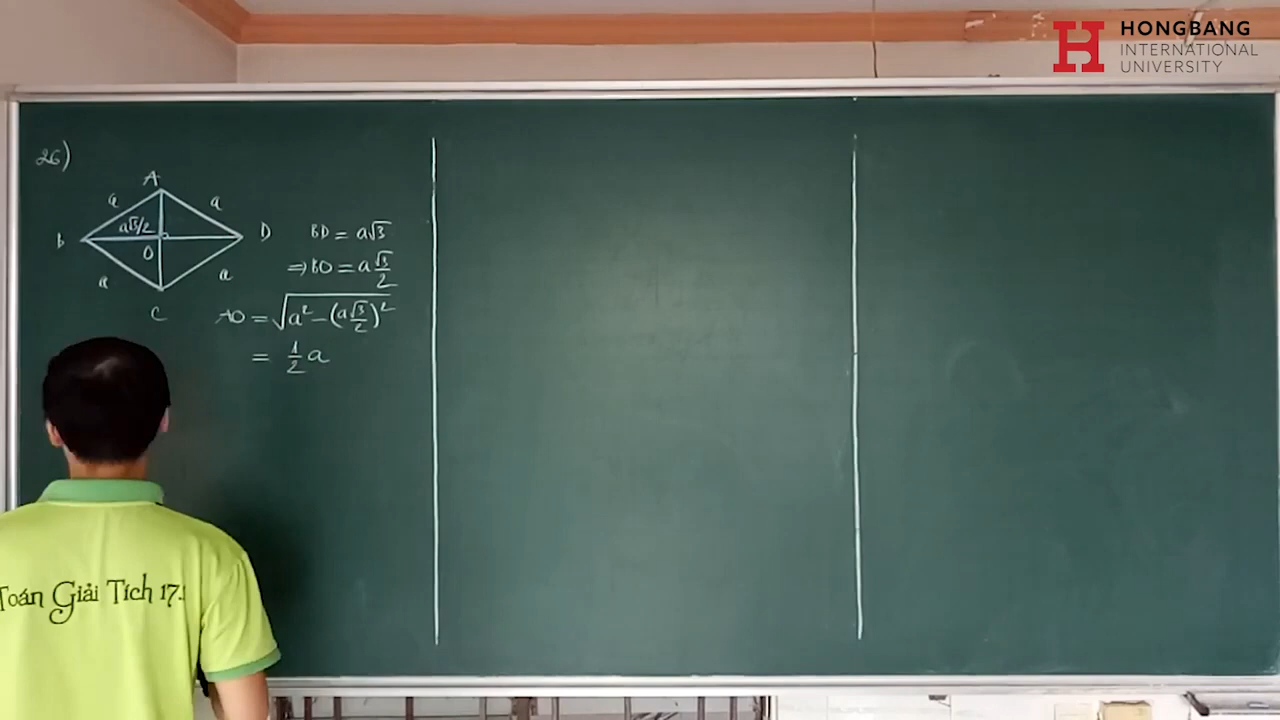 HONGBANG
INTERNATIONAL
UNIVERSITY
26)
A
a
a
B
a√3/2
D
O
a
a
C
BD = a√3
⇒ BO = a √3/2
AO = √(a² − (a √3/2)²)
= 1/2 a
Toán Giải Tích 17.